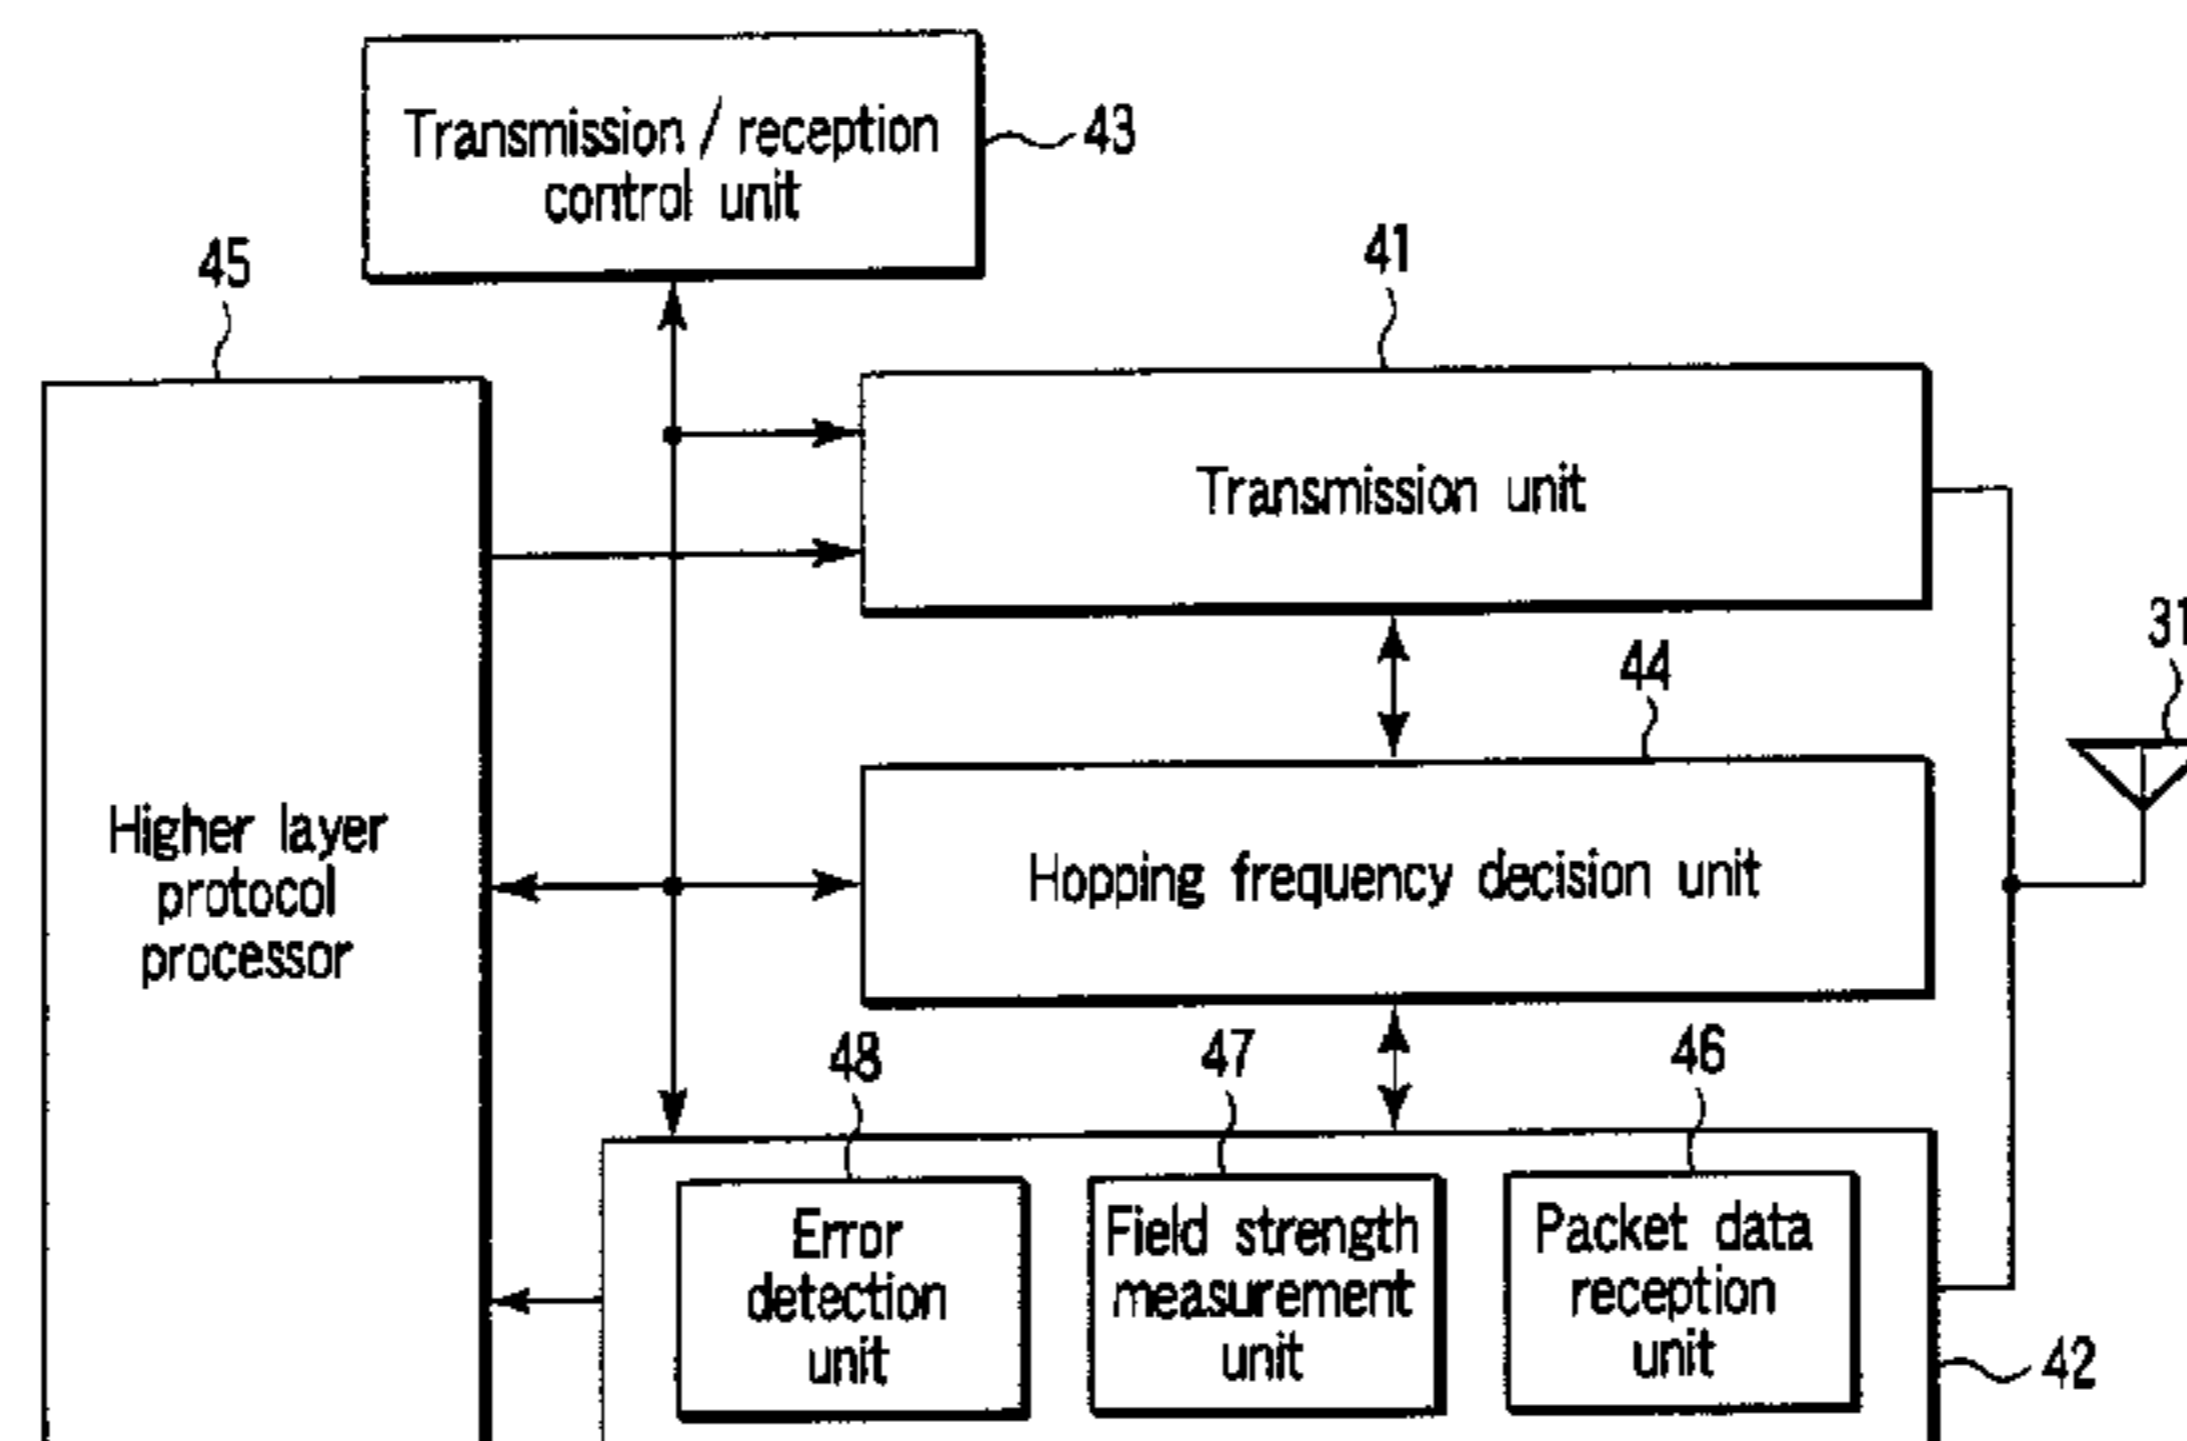 Transmission / reception
control unit
43
45
41
Transmission unit
31
44
Higher layer
protocol
processor
Hopping frequency decision unit
48
47
46
Error
detection
unit
Field strength
measurement
unit
Packet data
reception
unit
42